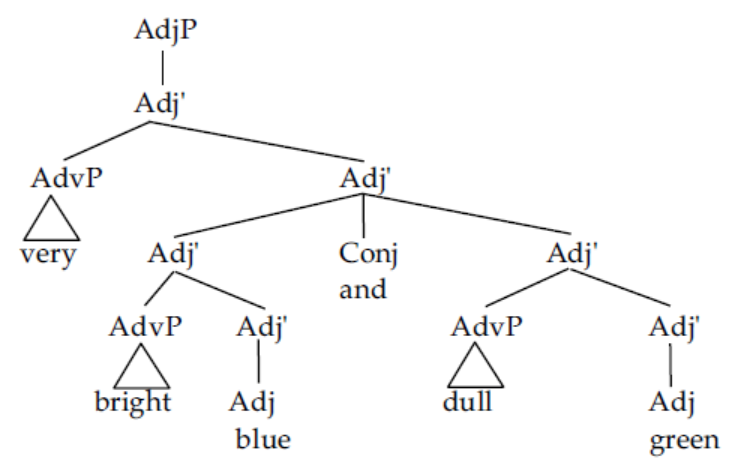 AdjP
Adj'
AdvP Adj'
very Adj' Conj Adj'
and
AdvP Adj' AdvP Adj'
bright Adj dull Adj
blue green